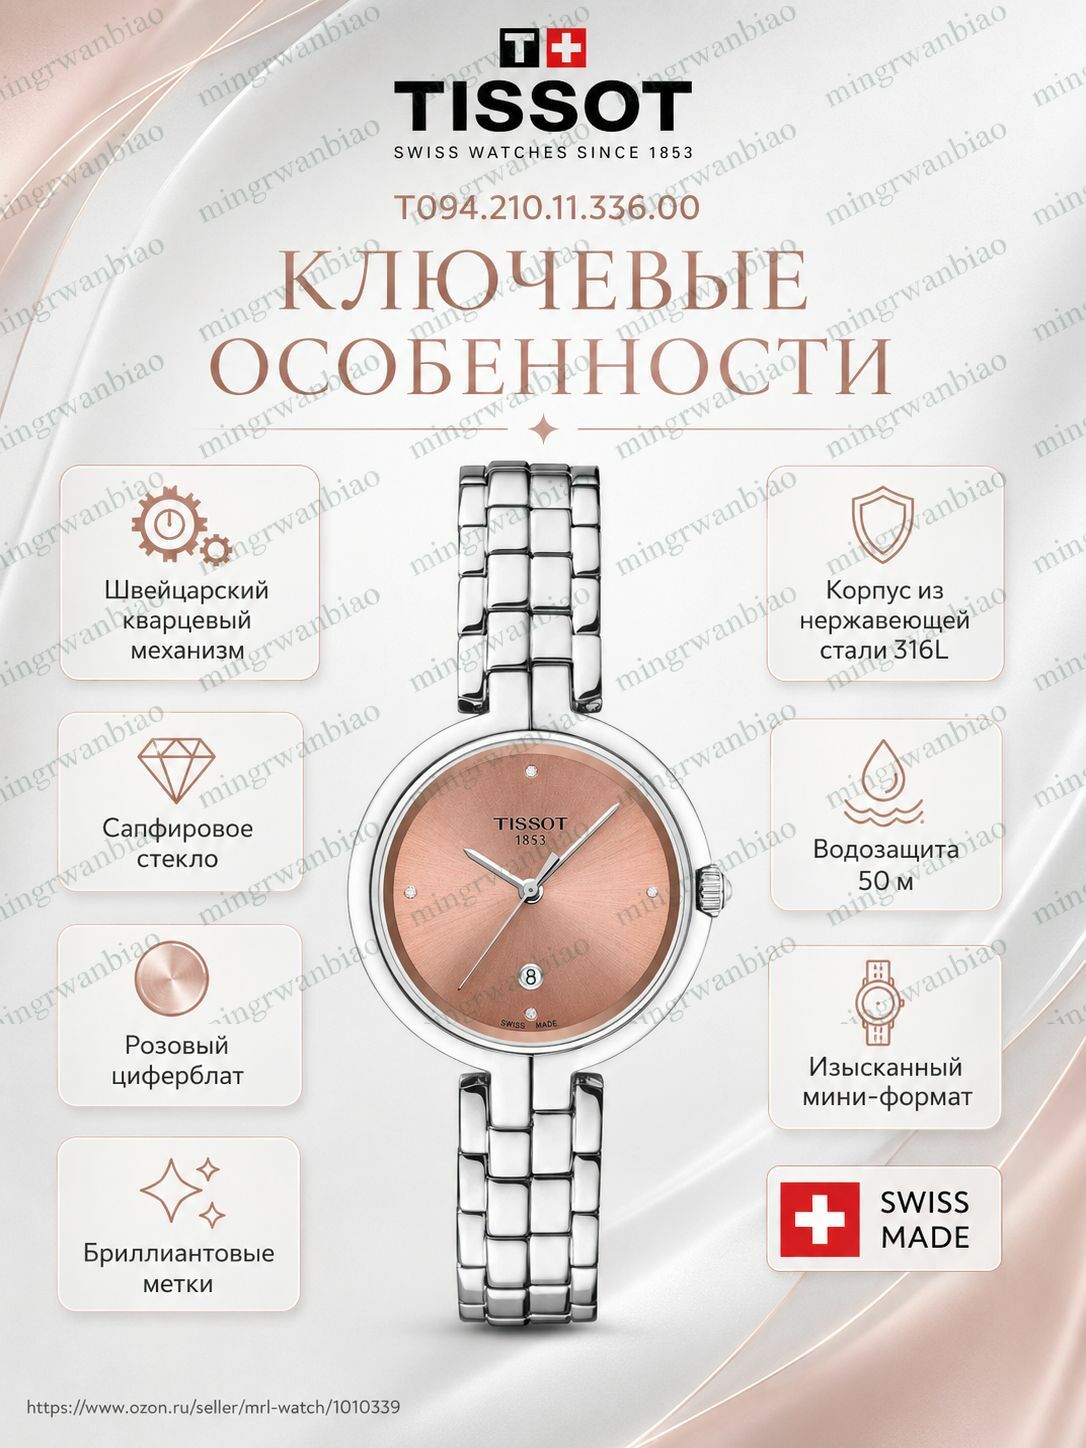 T+
TISSOT
SWISS WATCHES SINCE 1853
T094.210.11.336.00
КЛЮЧЕВЫЕ
ОСОБЕННОСТИ
Швейцарский
кварцевый
механизм
Сапфировое
стекло
Розовый
циферблат
Бриллиантовые
метки
TISSOT
1853
8
SWISS MADE
Корпус из
нержавеющей
стали 316L
Водозащита
50 м
Изысканный
мини-формат
SWISS
MADE
https://www.ozon.ru/seller/mrl-watch/1010339
mingrwanbiao